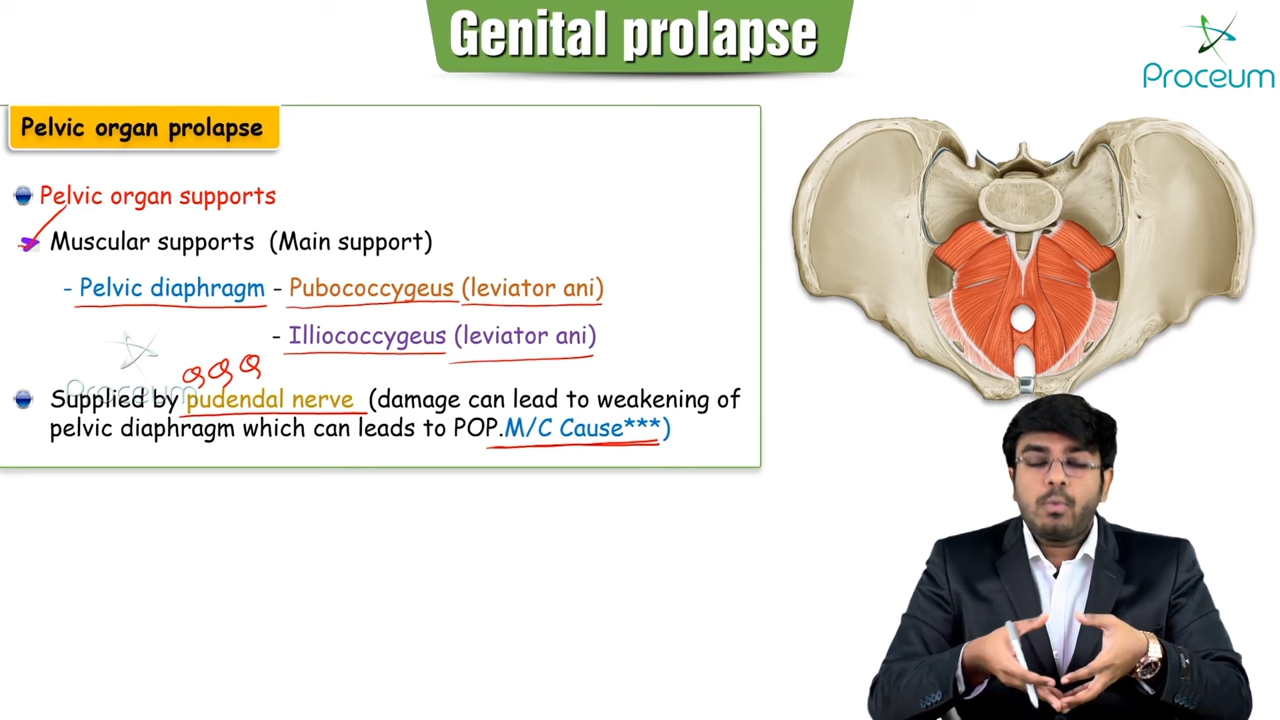 Genital prolapse
Proceum
Pelvic organ prolapse
Pelvic organ supports
Muscular supports (Main support)
- Pelvic diaphragm - Pubococcygeus (leviator ani)
- Illiococcygeus (leviator ani)
Proceum
Supplied by pudendal nerve (damage can lead to weakening of
pelvic diaphragm which can leads to POP.M/C Cause***)